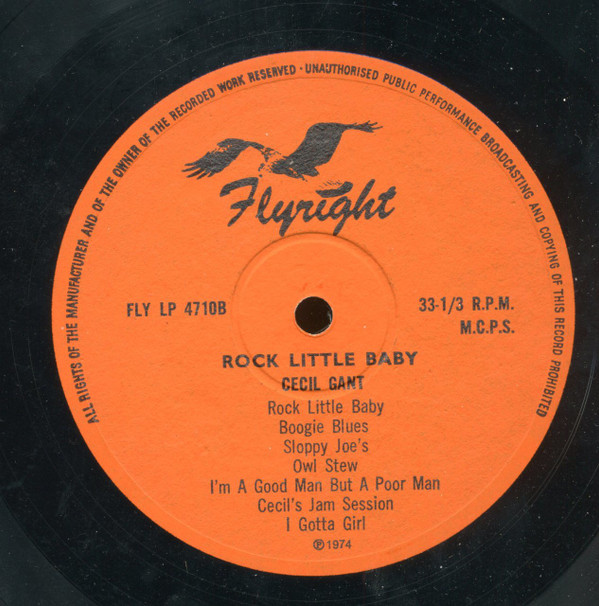 ALL RIGHTS OF THE MANUFACTURER AND OF THE OWNER OF THE RECORDED WORK RESERVED · UNAUTHORISED PUBLIC PERFORMANCE BROADCASTING AND COPYING OF THIS RECORD PROHIBITED
Flyright
FLY LP 4710B
33-1/3 R.P.M.
M.C.P.S.
ROCK LITTLE BABY
CECIL GANT
Rock Little Baby
Boogie Blues
Sloppy Joe's
Owl Stew
I'm A Good Man But A Poor Man
Cecil's Jam Session
I Gotta Girl
℗1974